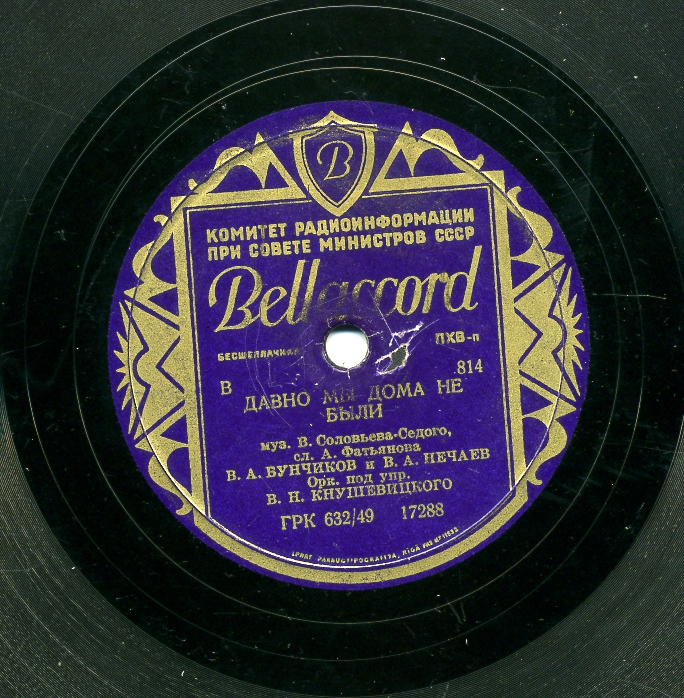 В
КОМИТЕТ РАДИОИНФОРМАЦИИ
ПРИ СОВЕТЕ МИНИСТРОВ СССР
Bellaccord
БЕСШЕЛЛАЧНАЯ ПХВ-п
В 814
ДАВНО МЫ ДОМА НЕ
БЫЛИ
муз. В. Соловьева-Седого,
сл. А. Фатьянова
В. А. БУНЧИКОВ и В. А. НЕЧАЕВ
Орк. под упр.
В. Н. КНУШЕВИЦКОГО
ГРК 632/49 17288
RIGA